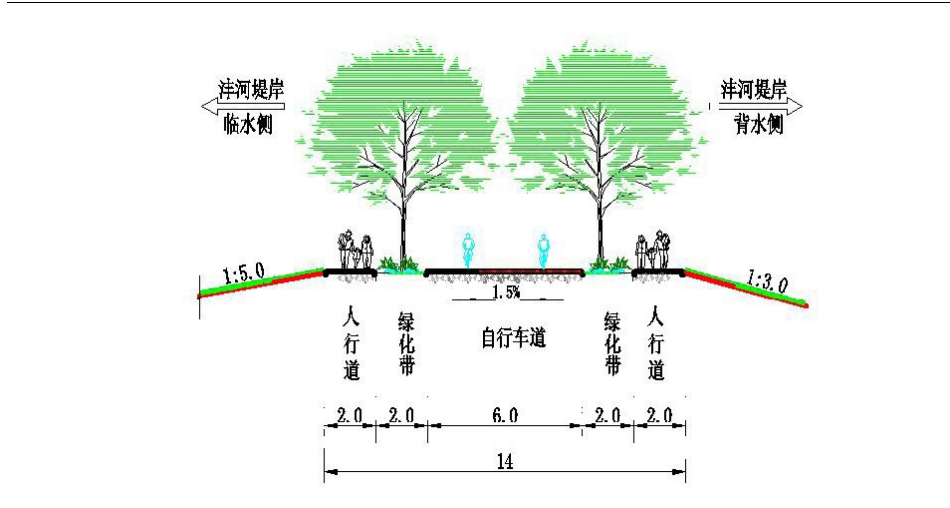 沣河堤岸
临水侧
沣河堤岸
背水侧
1:5.0
1:3.0
1.5%
人行道
绿化带
自行车道
绿化带
人行道
2.0 2.0 6.0 2.0 2.0
14